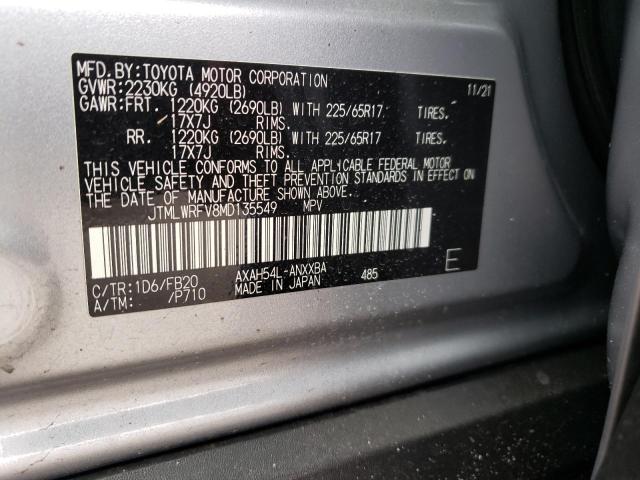 MFD. BY: TOYOTA MOTOR CORPORATION 11/21
GVWR: 2230KG (4920LB)
GAWR: FRT. 1220KG (2690LB) WITH 225/65R17 TIRES.
17X7J RIMS.
RR. 1220KG (2690LB) WITH 225/65R17 TIRES.
17X7J RIMS.
THIS VEHICLE CONFORMS TO ALL APPLICABLE FEDERAL MOTOR
VEHICLE SAFETY AND THEFT PREVENTION STANDARDS IN EFFECT ON
THE DATE OF MANUFACTURE SHOWN ABOVE.
JTMLWRFV8MD135549 MPV
C/TR: 1D6/FB20 AXAH54L-ANXXBA 485 E
A/TM: /P710 MADE IN JAPAN